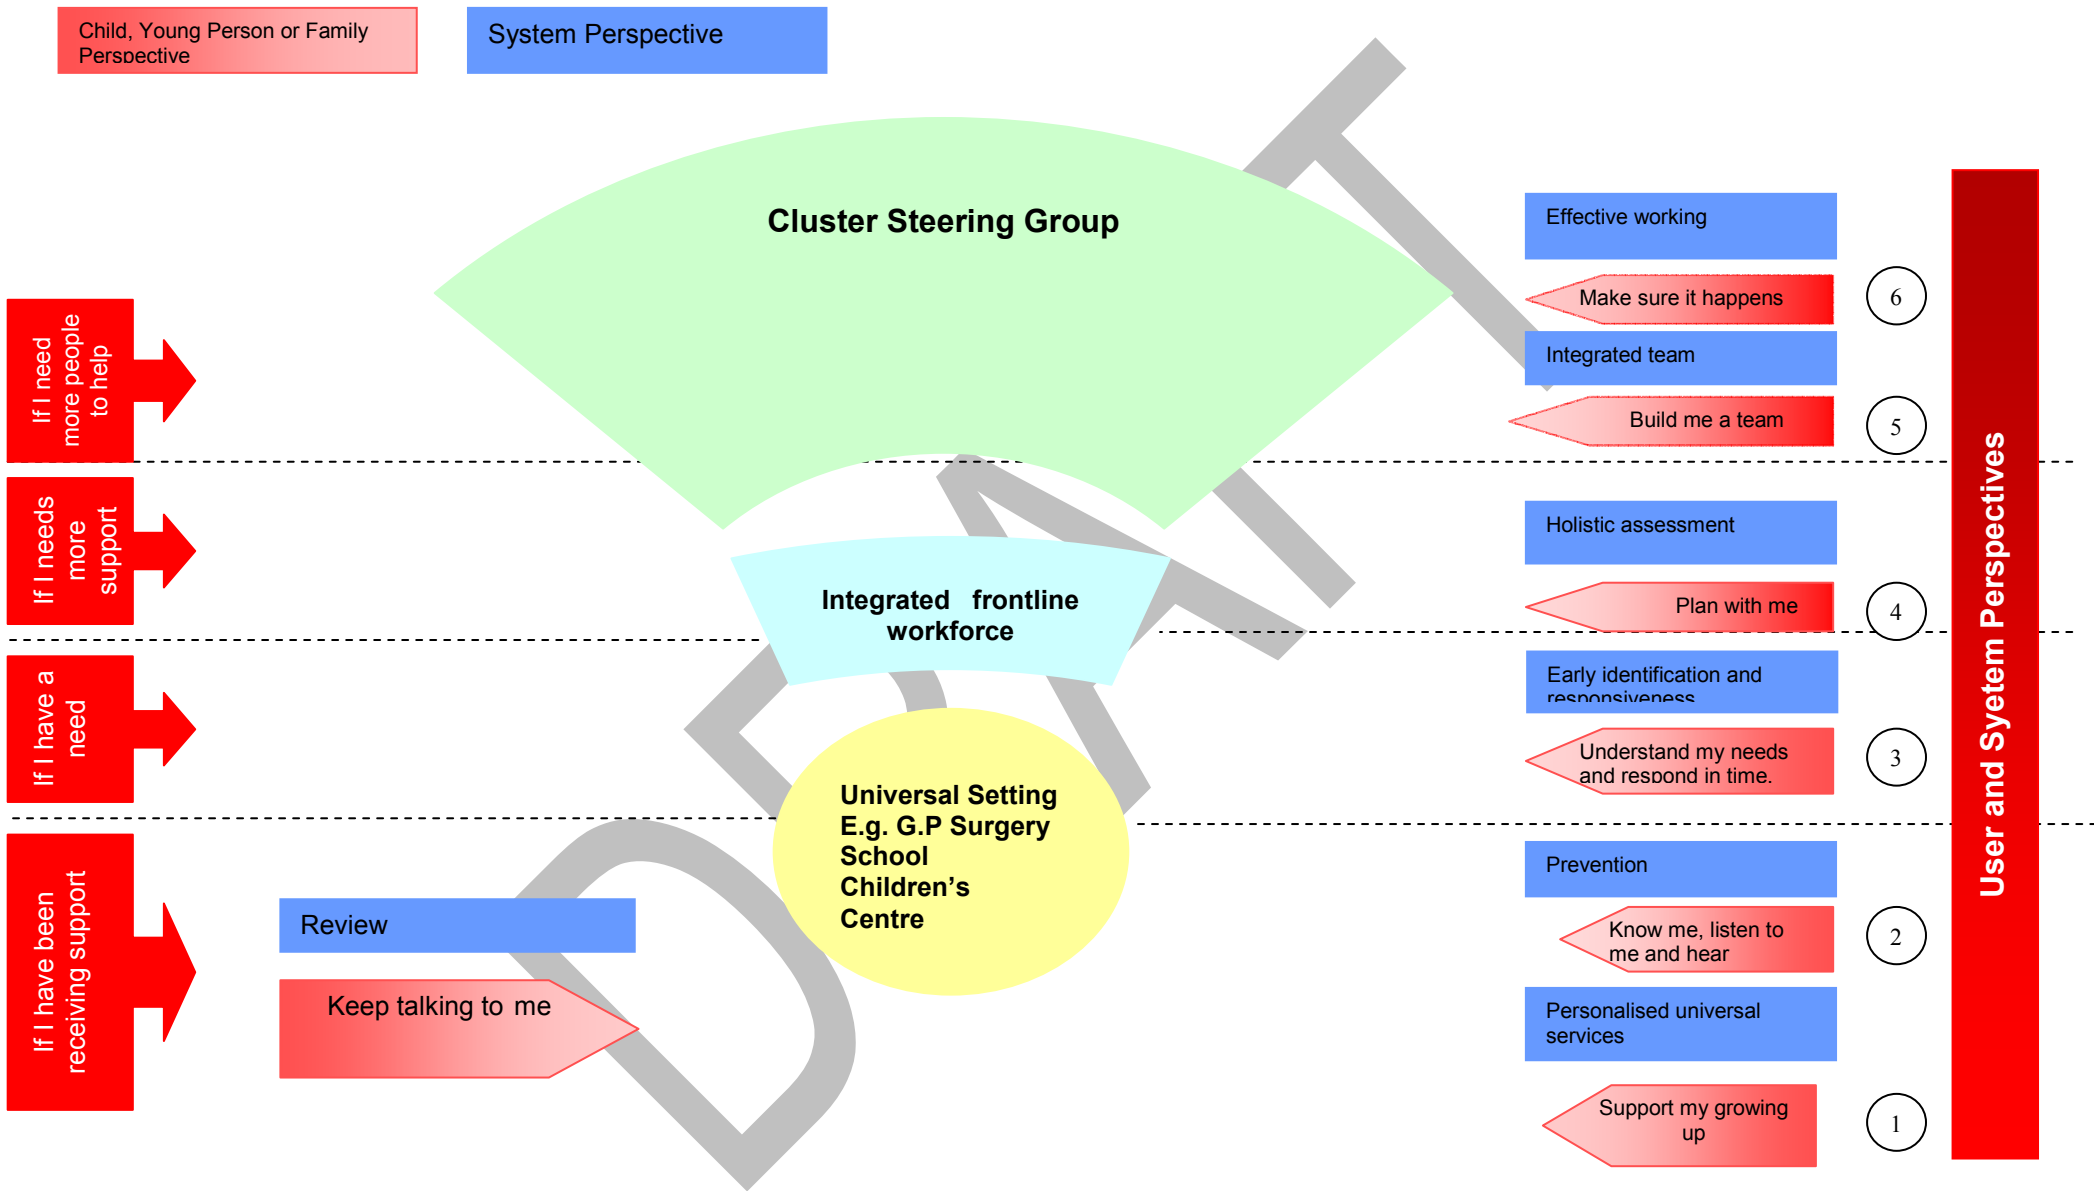 Child, Young Person or Family
Perspective
System Perspective
Cluster Steering Group
Effective working
Make sure it happens
6
Integrated team
Build me a team
5
If I need
more people
to help
If I needs
more
support
Holistic assessment
Plan with me
4
Integrated frontline
workforce
If I have a
need
Early identification and
responsiveness
Understand my needs
and respond in time.
3
Universal Setting
E.g. G.P Surgery
School
Children's
Centre
If I have been
receiving support
Review
Keep talking to me
Prevention
Know me, listen to
me and hear
2
Personalised universal
services
Support my growing
up
1
User and Syetem Perspectives
DRAFT